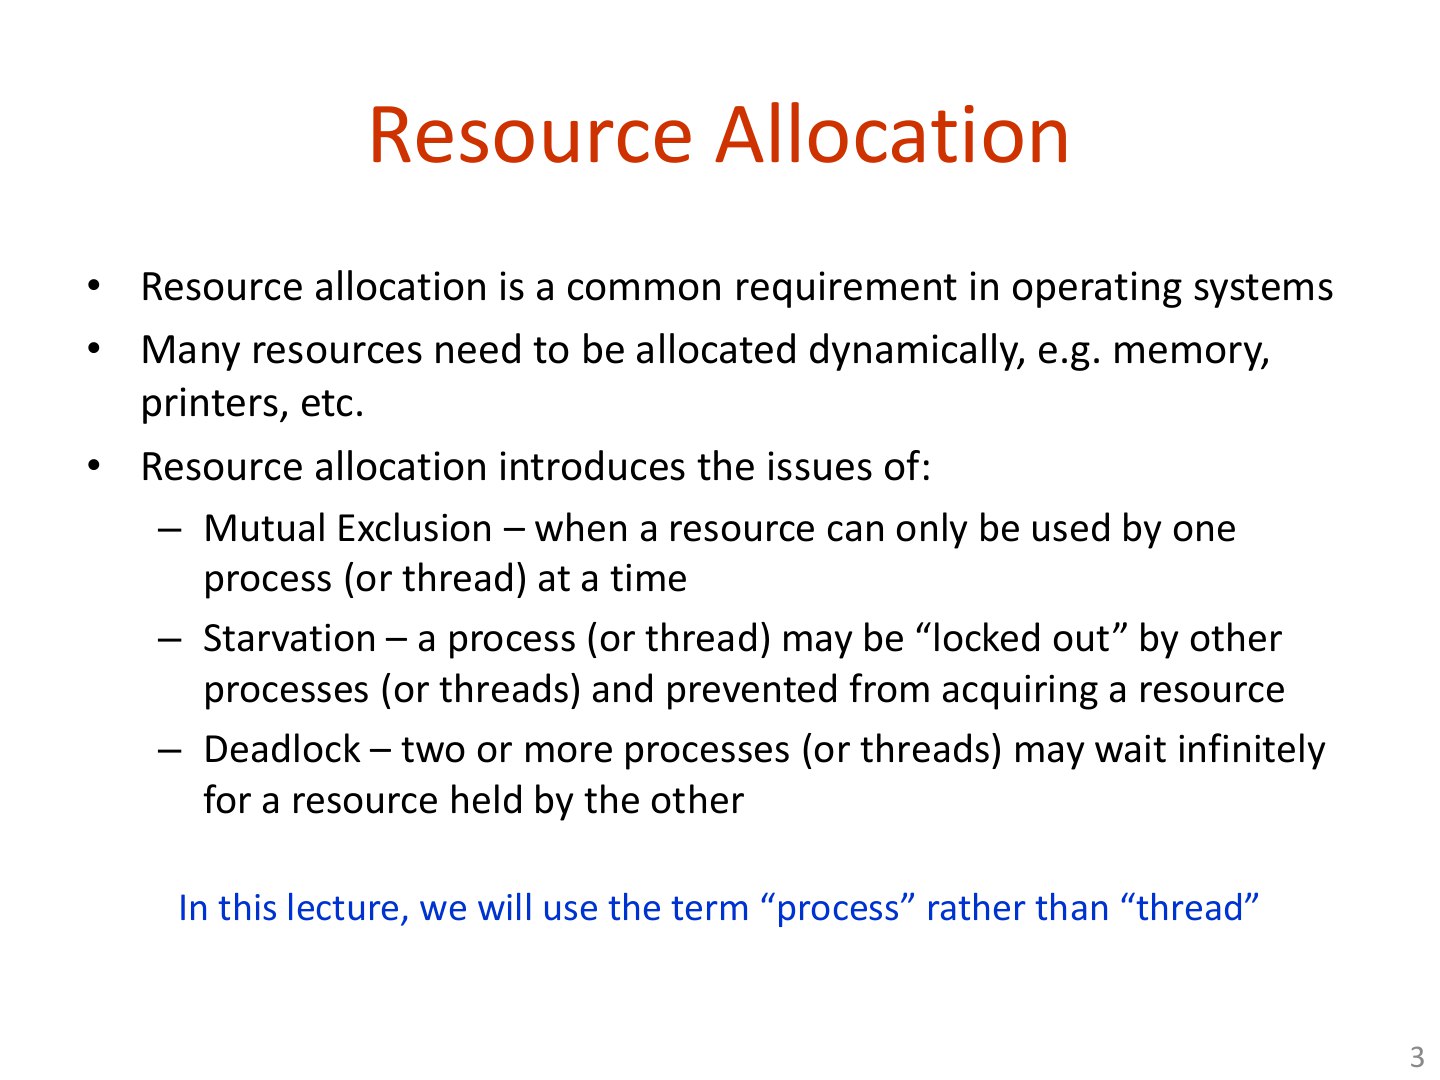 Resource Allocation
• Resource allocation is a common requirement in operating systems
• Many resources need to be allocated dynamically, e.g. memory,
printers, etc.
• Resource allocation introduces the issues of:
– Mutual Exclusion – when a resource can only be used by one
process (or thread) at a time
– Starvation – a process (or thread) may be “locked out” by other
processes (or threads) and prevented from acquiring a resource
– Deadlock – two or more processes (or threads) may wait infinitely
for a resource held by the other
In this lecture, we will use the term “process” rather than “thread”
3